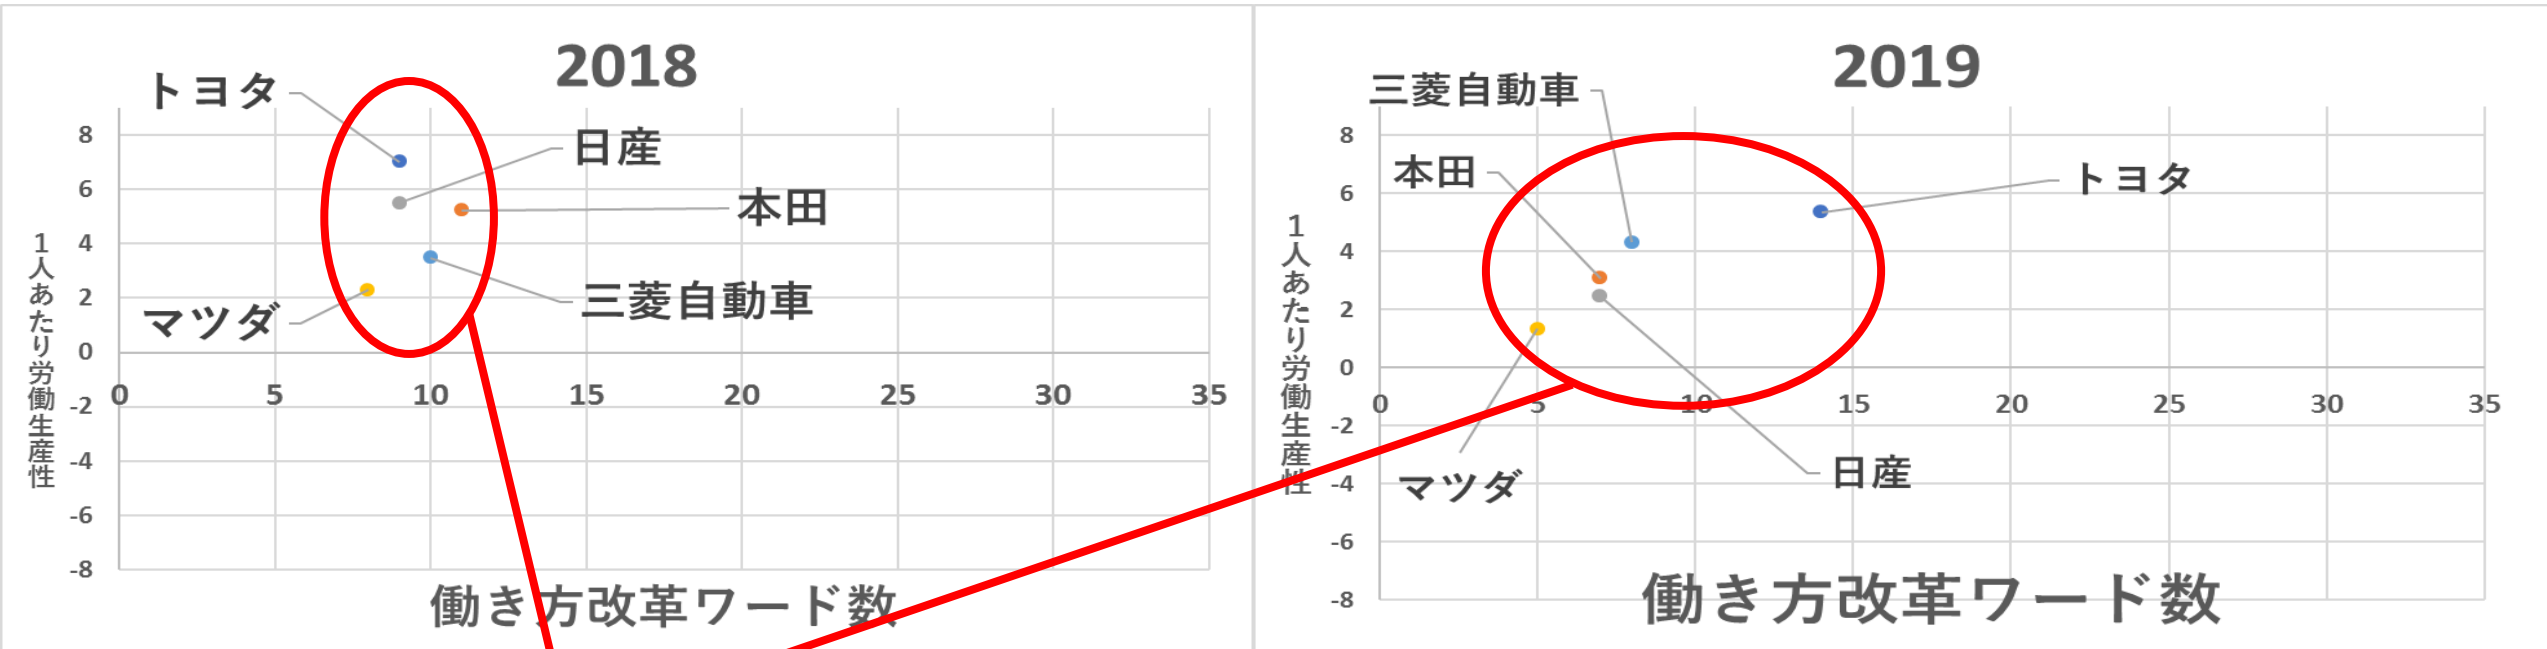 2018
トヨタ
日産
本田
三菱自動車
マツダ
8
6
4
2
0
-2
-4
-6
-8
0 5 10 15 20 25 30 35
1人あたり労働生産性
働き方改革ワード数
2019
三菱自動車
本田
トヨタ
マツダ
日産
8
6
4
2
0
-2
-4
-6
-8
0 5 10 15 20 25 30 35
1人あたり労働生産性
働き方改革ワード数